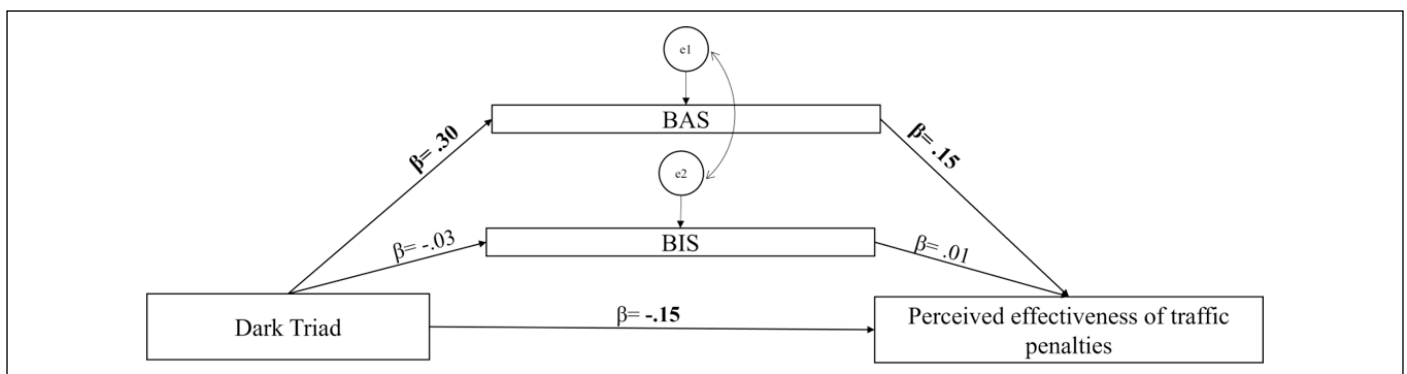 e1
BAS
β= .30
β= .15
e2
BIS
β= -.03
β= .01
Dark Triad
β= -.15
Perceived effectiveness of traffic
penalties